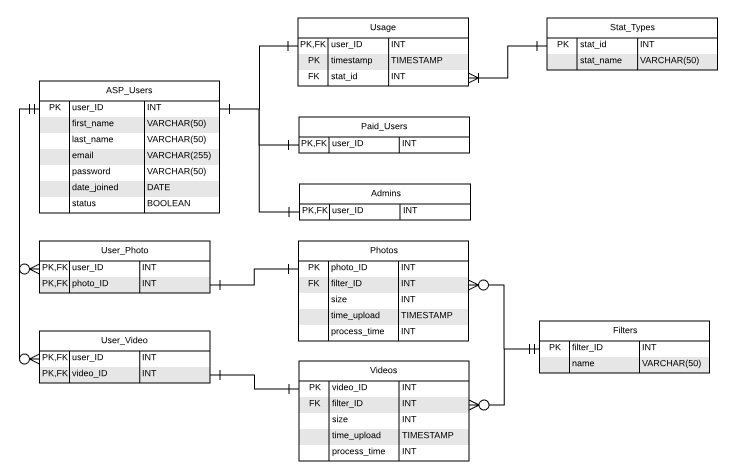 Usage
PK,FK user_ID INT
PK timestamp TIMESTAMP
FK stat_id INT
Stat_Types
PK stat_id INT
stat_name VARCHAR(50)
ASP_Users
PK user_ID INT
first_name VARCHAR(50)
last_name VARCHAR(50)
email VARCHAR(255)
password VARCHAR(50)
date_joined DATE
status BOOLEAN
Paid_Users
PK,FK user_ID INT
Admins
PK,FK user_ID INT
User_Photo
PK,FK user_ID INT
PK,FK photo_ID INT
Photos
PK photo_ID INT
FK filter_ID INT
size INT
time_upload TIMESTAMP
process_time INT
Filters
PK filter_ID INT
name VARCHAR(50)
User_Video
PK,FK user_ID INT
PK,FK video_ID INT
Videos
PK video_ID INT
FK filter_ID INT
size INT
time_upload TIMESTAMP
process_time INT